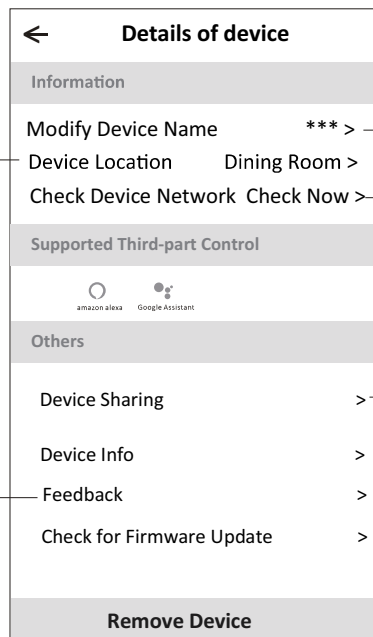 ← Details of device
Information
Modify Device Name *** >
Device Location Dining Room >
Check Device Network Check Now >
Supported Third-part Control
amazon alexa Google Assistant
Others
Device Sharing >
Device Info >
Feedback >
Check for Firmware Update >
Remove Device